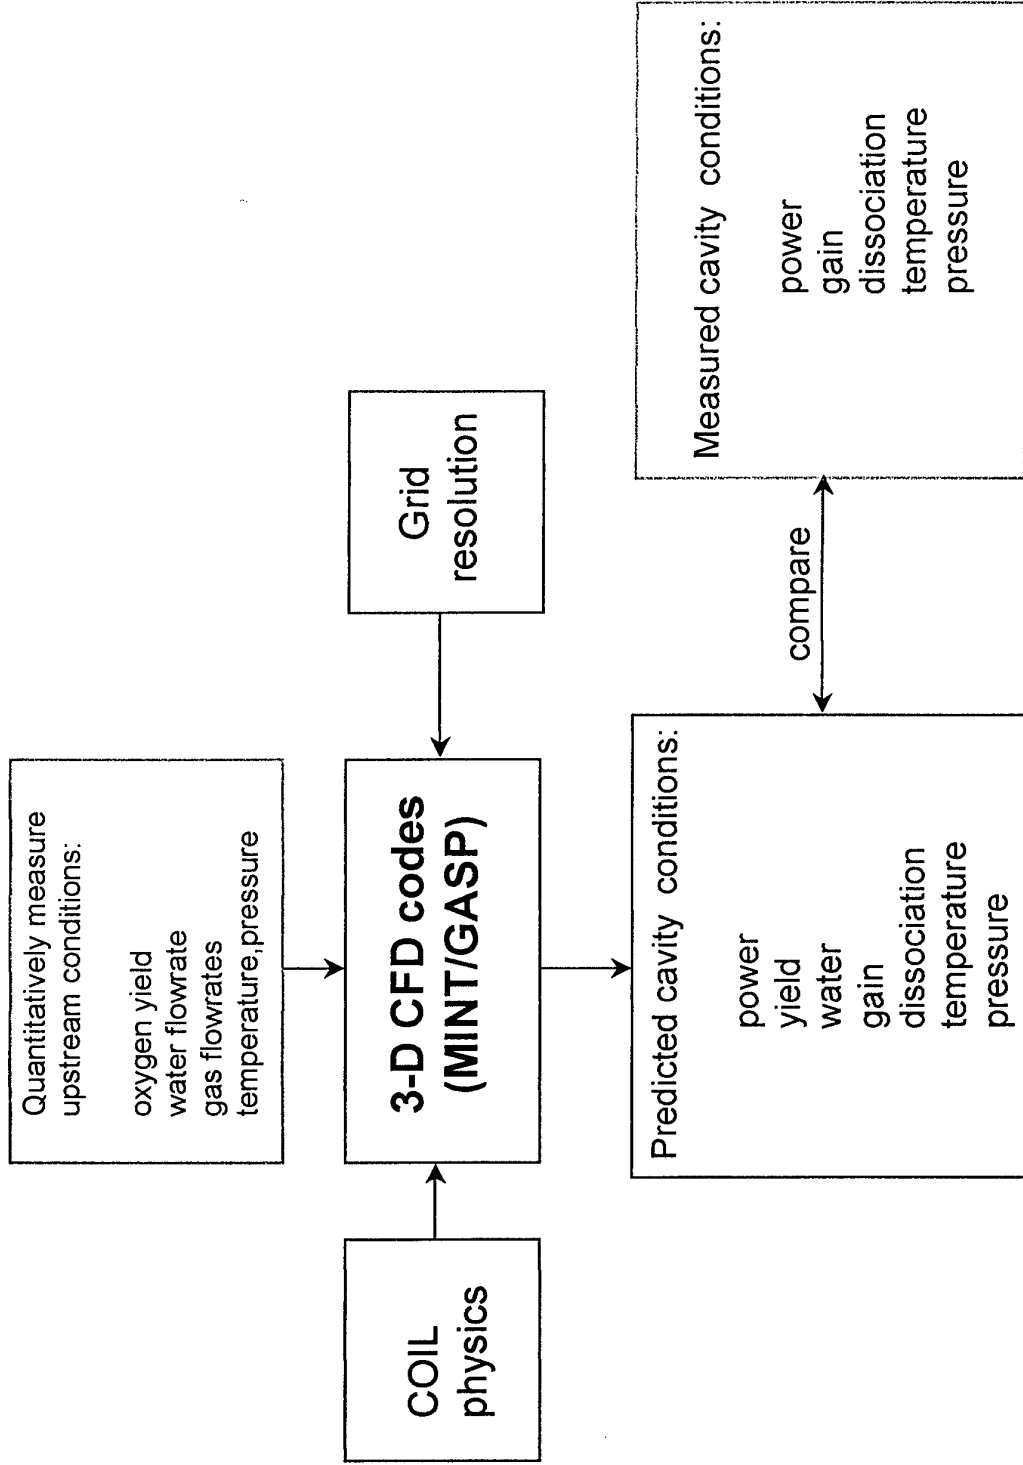 Quantitatively measure
upstream conditions:
oxygen yield
water flowrate
gas flowrates
temperature,pressure
COIL
physics
3-D CFD codes
(MINT/GASP)
Grid
resolution
Predicted cavity conditions:
power
yield
water
gain
dissociation
temperature
pressure
compare
Measured cavity conditions:
power
gain
dissociation
temperature
pressure